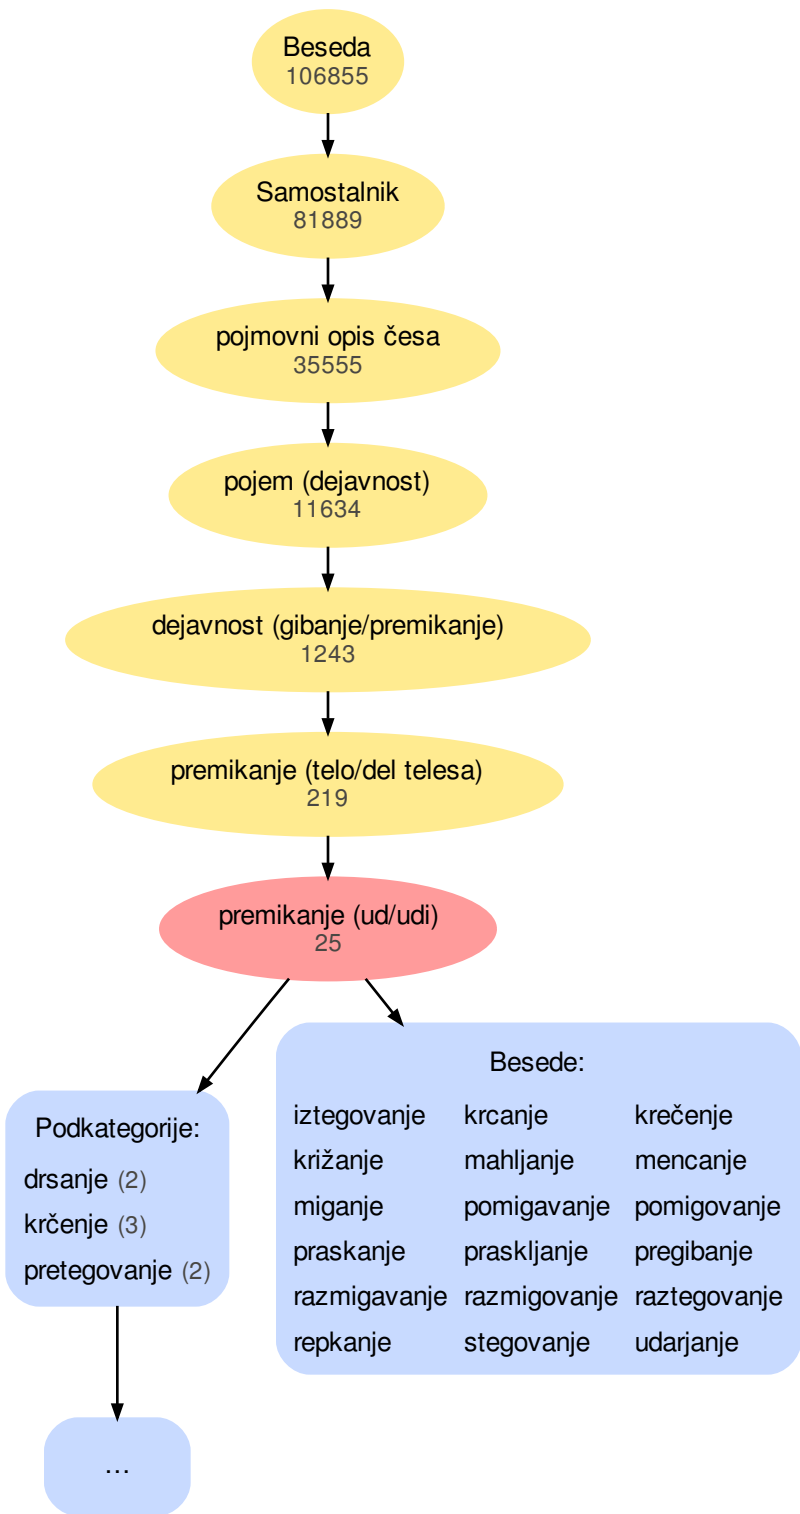 Beseda
106855
Samostalnik
81889
pojmovni opis česa
35555
pojem (dejavnost)
11634
dejavnost (gibanje/premikanje)
1243
premikanje (telo/del telesa)
219
premikanje (ud/udi)
25
Podkategorije:
drsanje (2)
krčenje (3)
pretegovanje (2)
...
Besede:
iztegovanje krcanje krečenje
križanje mahljanje mencanje
miganje pomigavanje pomigovanje
praskanje praskljanje pregibanje
razmigavanje razmigovanje raztegovanje
repkanje stegovanje udarjanje